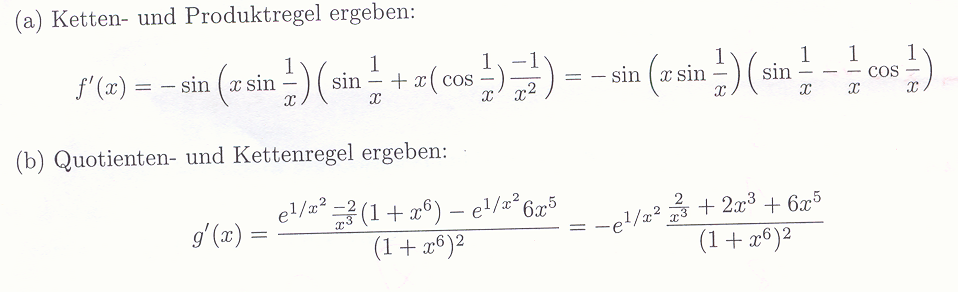 (a) Ketten- und Produktregel ergeben:
f′(x) = − sin (x sin 1/x)( sin 1/x + x( cos 1/x) −1/x²) = − sin (x sin 1/x)( sin 1/x − 1/x cos 1/x)
(b) Quotienten- und Kettenregel ergeben:
g′(x) = (e^{1/x²} −2/x³ (1 + x⁶) − e^{1/x²} 6x⁵)/(1 + x⁶)² = −e^{1/x²} (2/x³ + 2x³ + 6x⁵)/(1 + x⁶)²